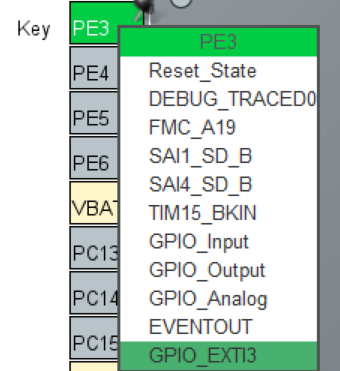 Key
PE3
PE4
PE5
PE6
VBA
PC13
PC14
PC15
PE3
Reset_State
DEBUG_TRACED0
FMC_A19
SAI1_SD_B
SAI4_SD_B
TIM15_BKIN
GPIO_Input
GPIO_Output
GPIO_Analog
EVENTOUT
GPIO_EXTI3